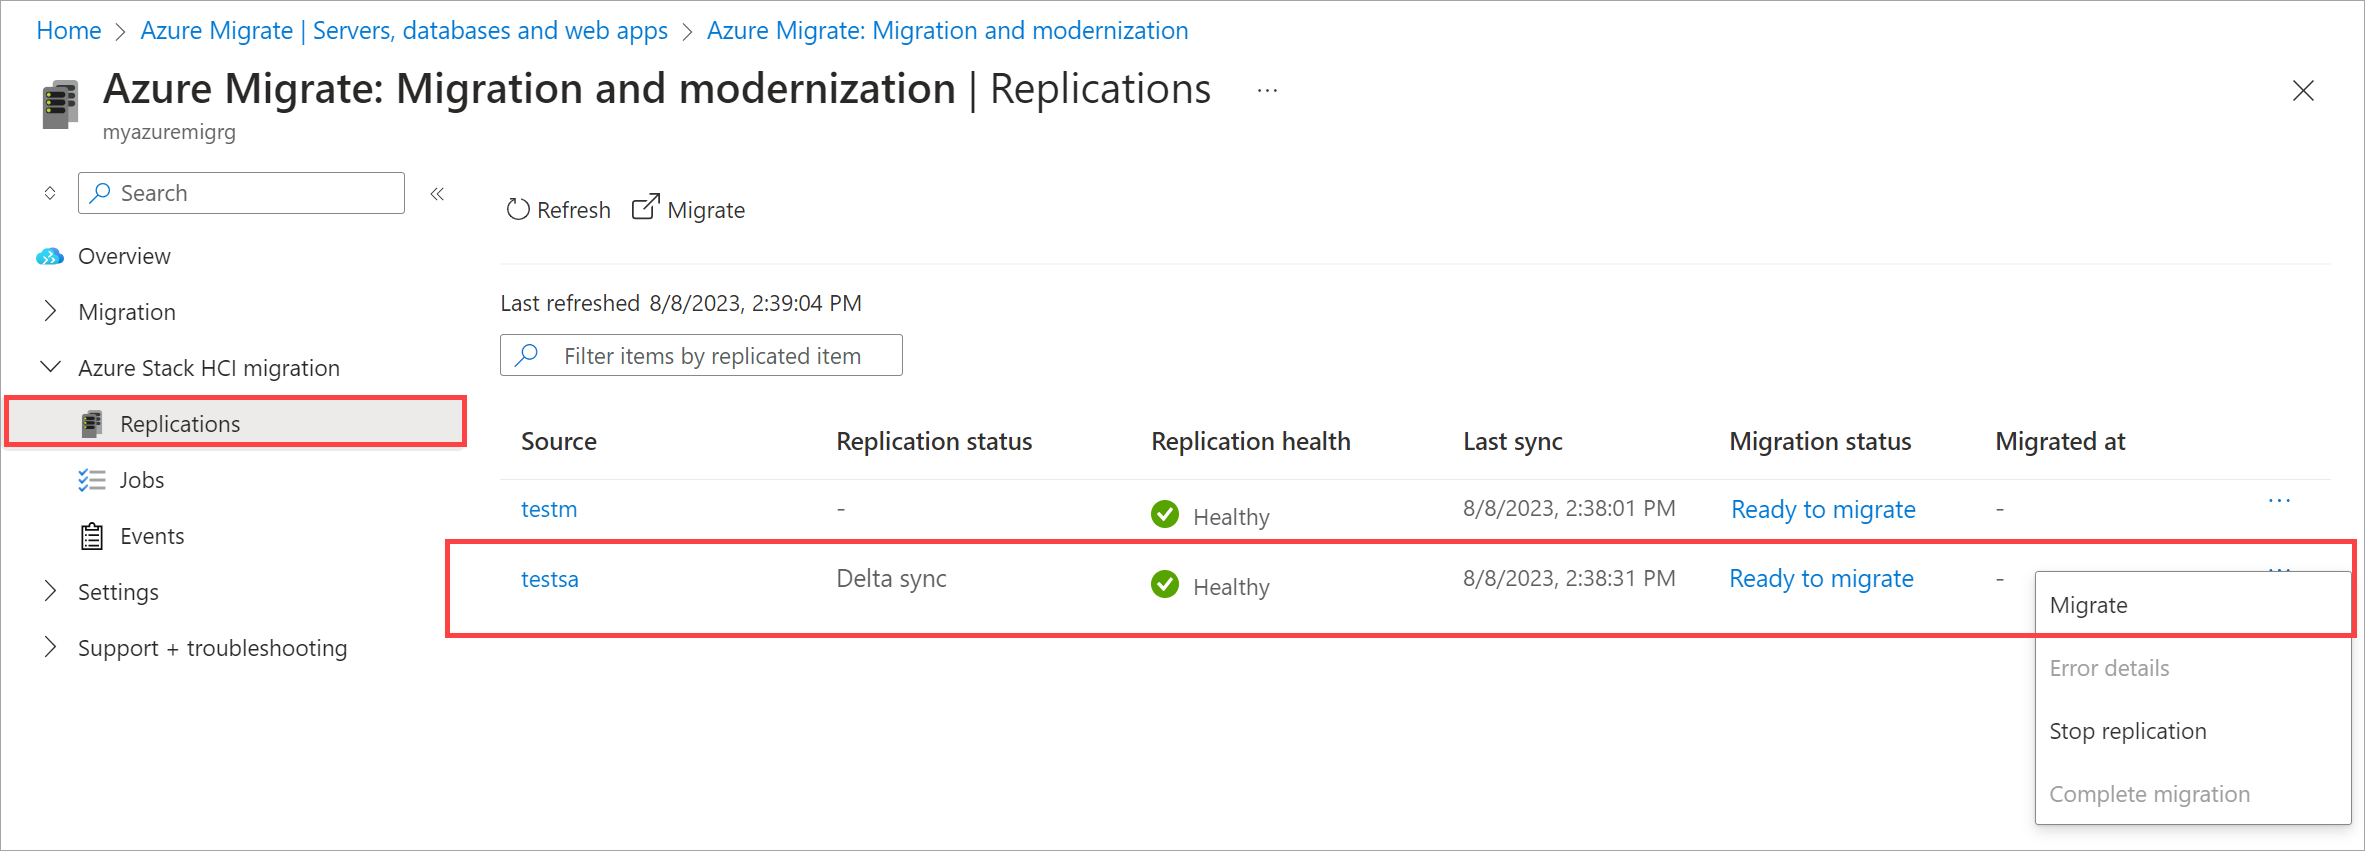 Home > Azure Migrate | Servers, databases and web apps > Azure Migrate: Migration and modernization
Azure Migrate: Migration and modernization | Replications ...
myazuremigrg
Search
«
Overview
Migration
Azure Stack HCI migration
Replications
Jobs
Events
Settings
Support + troubleshooting
Refresh Migrate
Last refreshed 8/8/2023, 2:39:04 PM
Filter items by replicated item
Source Replication status Replication health Last sync Migration status Migrated at
testm - Healthy 8/8/2023, 2:38:01 PM Ready to migrate - ...
testsa Delta sync Healthy 8/8/2023, 2:38:31 PM Ready to migrate - ...
Migrate
Error details
Stop replication
Complete migration